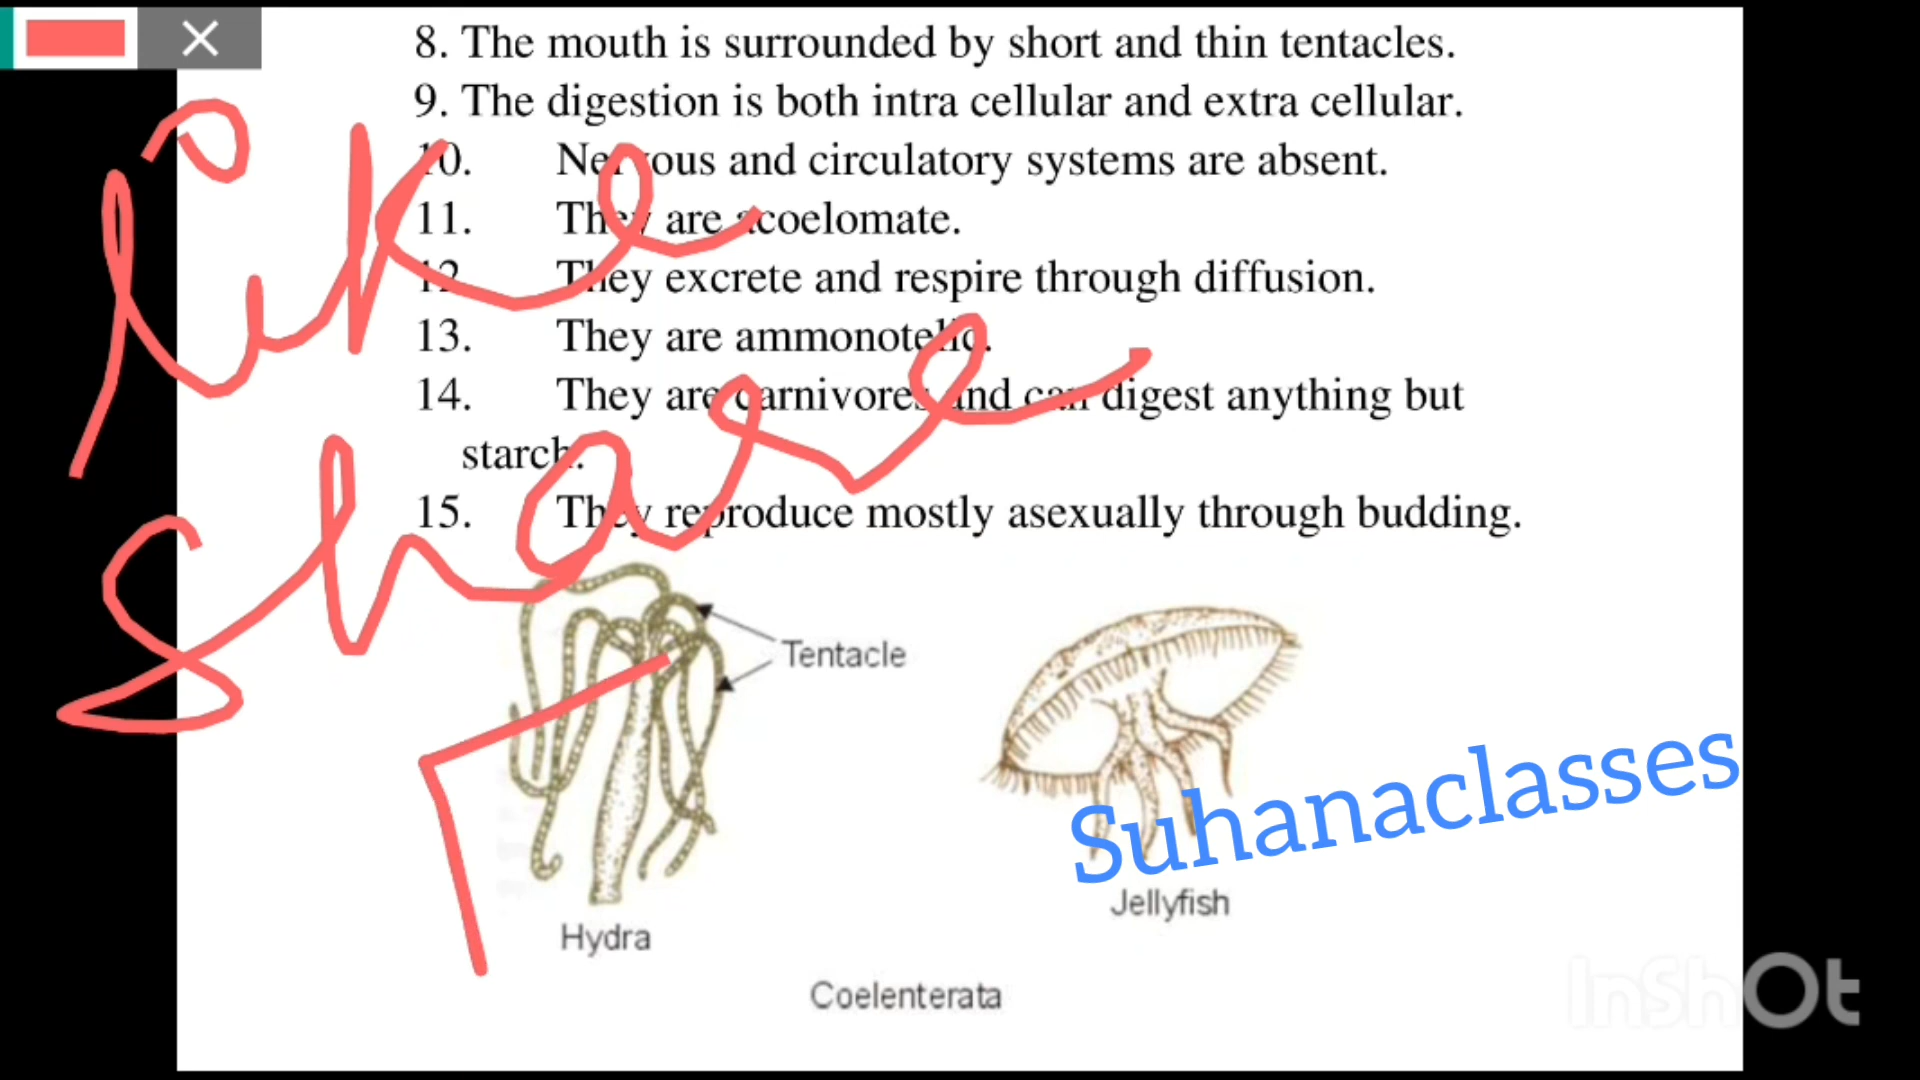 8. The mouth is surrounded by short and thin tentacles.
9. The digestion is both intra cellular and extra cellular.
10. Nervous and circulatory systems are absent.
11. They are acoelomate.
12. They excrete and respire through diffusion.
13. They are ammonotelic.
14. They are carnivores and can digest anything but
starch.
15. They reproduce mostly asexually through budding.
like
share
Tentacle
Suhanaclasses
Jellyfish
Hydra
Coelenterata
InShOt